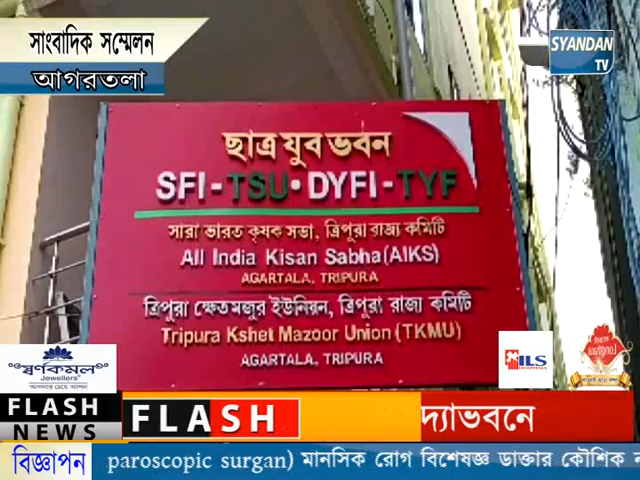 সাংবাদিক সম্মেলন
আগরতলা
SYANDAN
TV
ছাত্র যুব ভবন
SFI-TSU•DYFI-TYF
সারা ভারত কৃষক সভা, ত্রিপুরা রাজ্য কমিটি
All India Kisan Sabha(AIKS)
AGARTALA, TRIPURA
ত্রিপুরা ক্ষেতমজুর ইউনিয়ন, ত্রিপুরা রাজ্য কমিটি
Tripura Kshet Mazoor Union (TKMU)
AGARTALA, TRIPURA
স্বর্ণকমল
Jewellers
ILS
FLASH
NEWS
FLASH
দ্যাভবনে
বিজ্ঞাপন
paroscopic surgan) মানসিক রোগ বিশেষজ্ঞ ডাক্তার কৌশিক ন